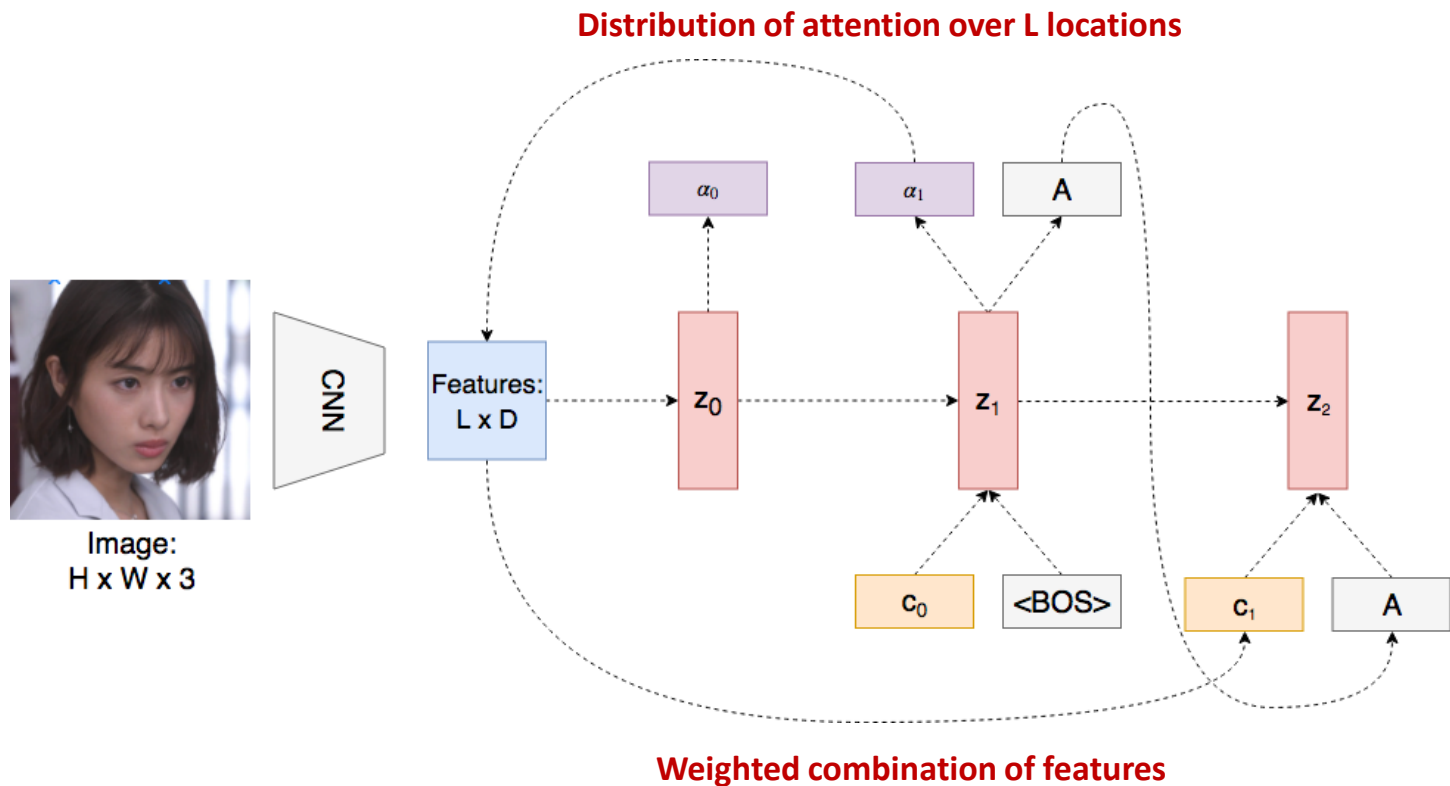 Distribution of attention over L locations
α₀
α₁
A
CNN
Features:
L x D
z₀
z₁
z₂
Image:
H x W x 3
c₀
<BOS>
c₁
A
Weighted combination of features